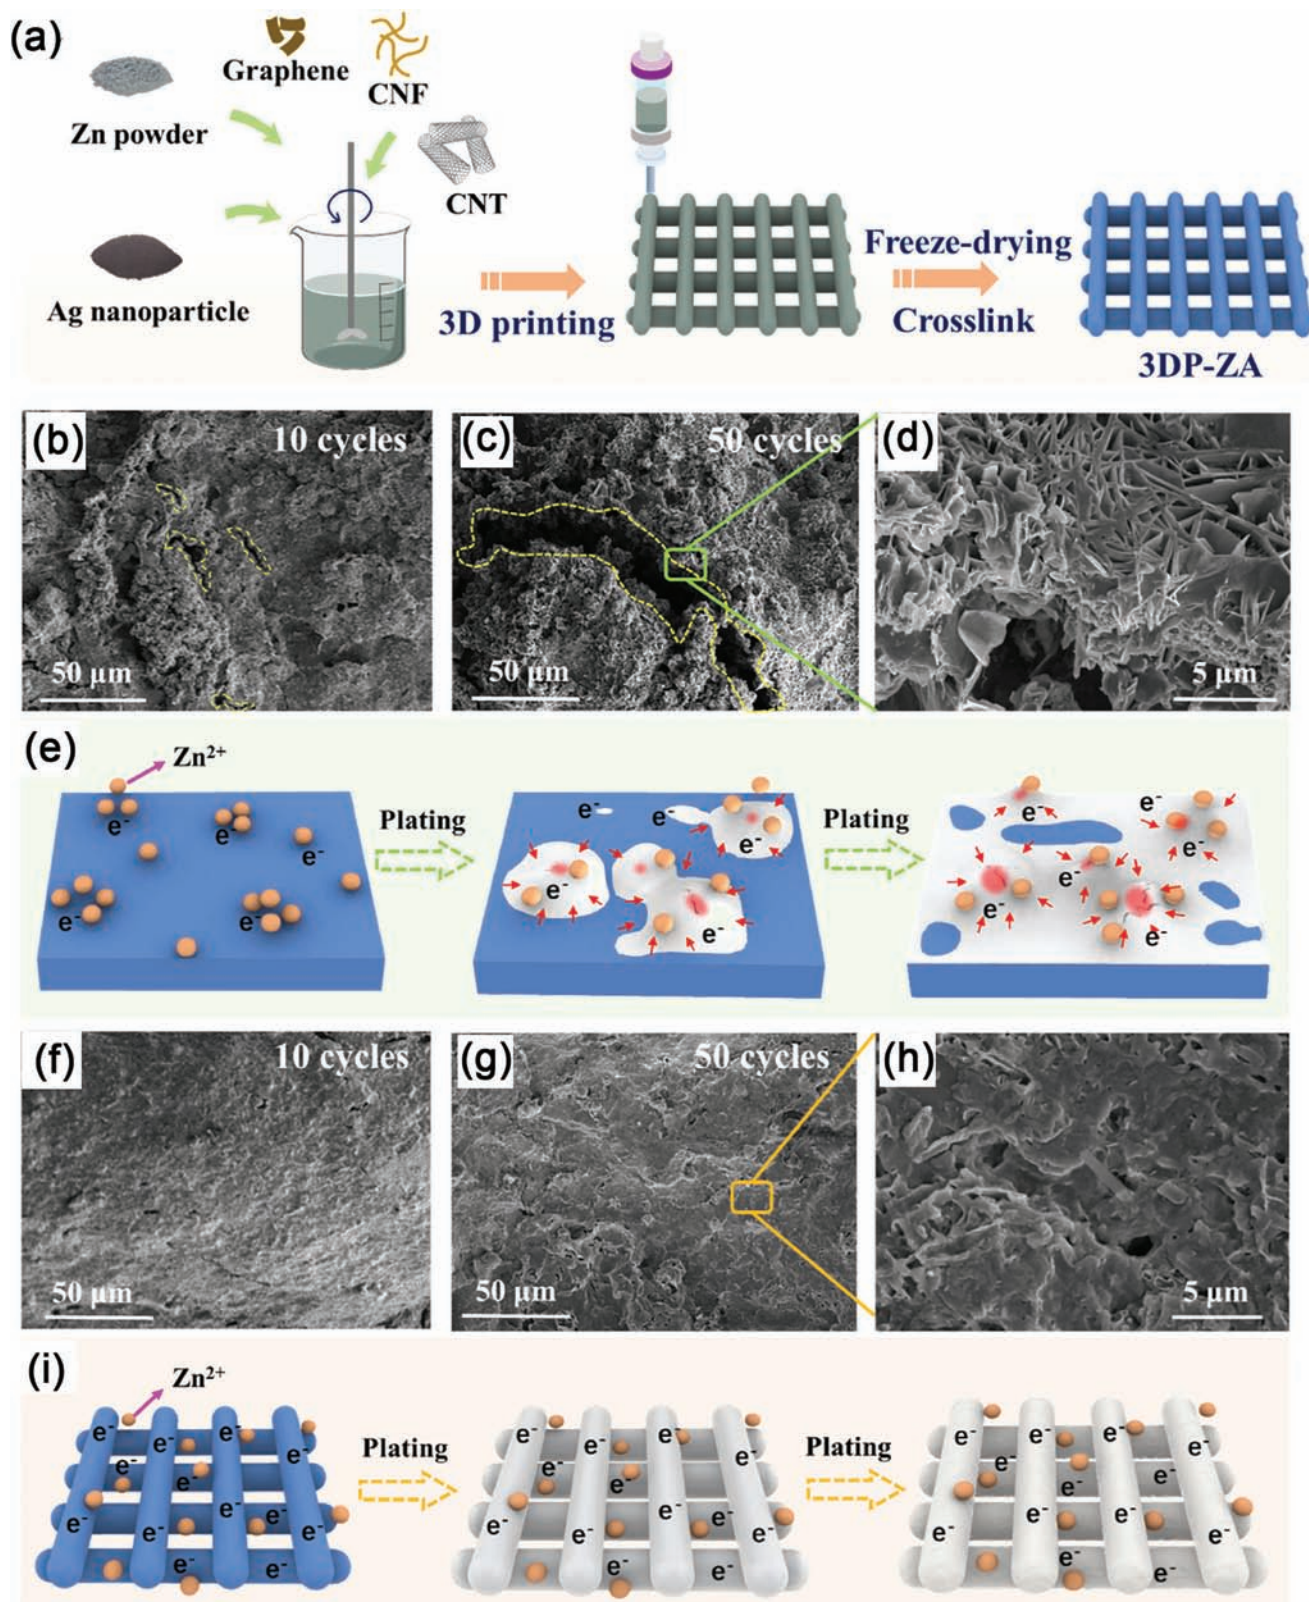 (a)
Graphene
CNF
Zn powder
CNT
Ag nanoparticle
3D printing
Freeze-drying
Crosslink
3DP-ZA
(b)
10 cycles
50 μm
(c)
50 cycles
50 μm
(d)
5 μm
(e)
Zn²⁺
e⁻
e⁻
e⁻
e⁻
e⁻
Plating
e⁻
e⁻
e⁻
e⁻
e⁻
Plating
e⁻
e⁻
e⁻
e⁻
e⁻
e⁻
(f)
10 cycles
50 μm
(g)
50 cycles
50 μm
(h)
5 μm
(i)
Zn²⁺
e⁻ e⁻ e⁻ e⁻
e⁻ e⁻
e⁻ e⁻
e⁻ e⁻ e⁻
e⁻ e⁻
Plating
e⁻ e⁻ e⁻ e⁻
e⁻ e⁻
e⁻ e⁻
e⁻ e⁻ e⁻
e⁻ e⁻
Plating
e⁻ e⁻ e⁻ e⁻
e⁻ e⁻
e⁻ e⁻
e⁻ e⁻ e⁻
e⁻ e⁻